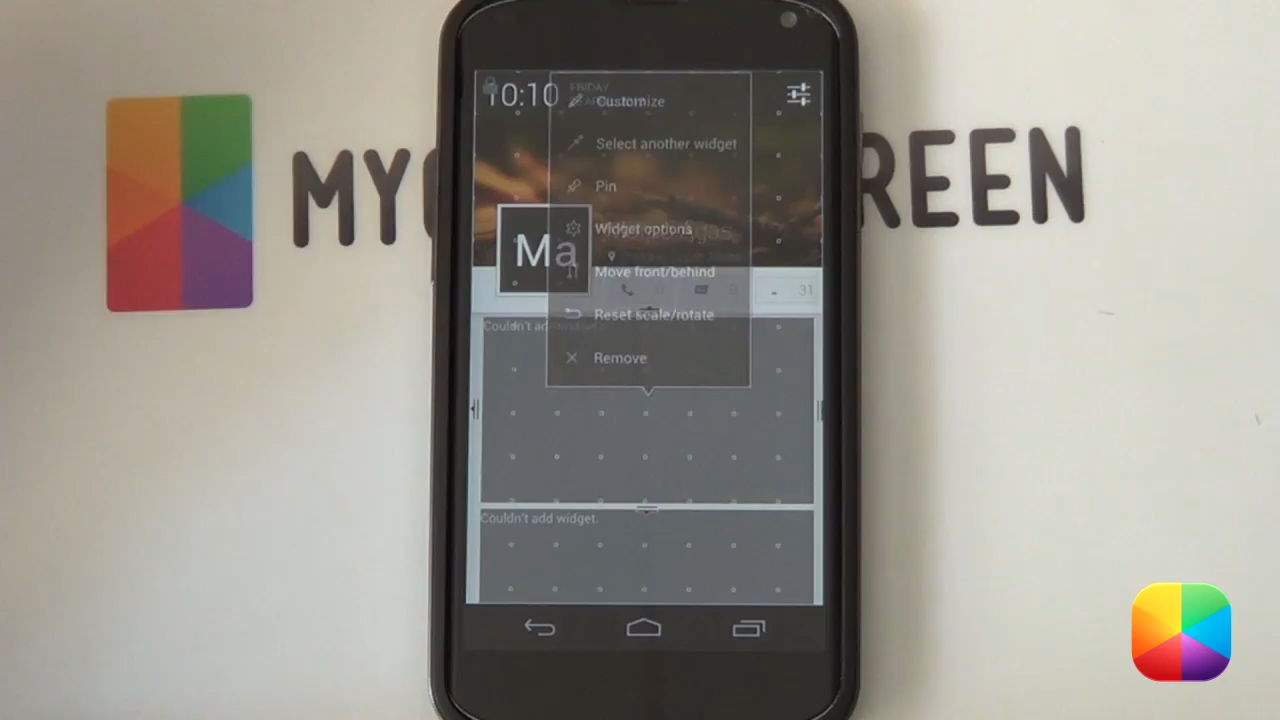 MY
REEN
10:10
FRIDAY
Customize
Select another widget
Pin
Widget options
Ma
Move front/behind
31
Reset scale/rotate
Couldn't add widget.
Remove
Couldn't add widget.